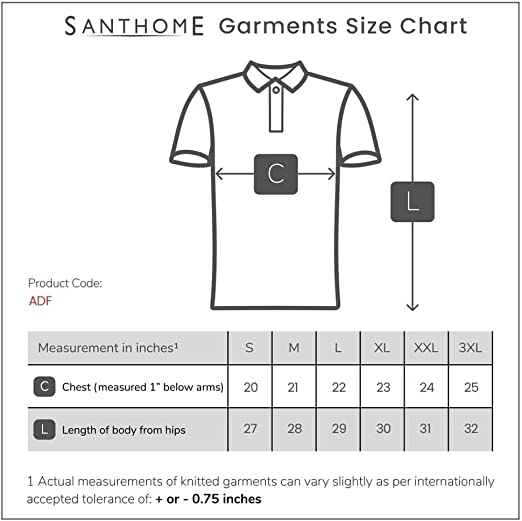 SANTHOME Garments Size Chart
C
L
Product Code:
ADF
Measurement in inches¹ S M L XL XXL 3XL
C Chest (measured 1” below arms) 20 21 22 23 24 25
L Length of body from hips 27 28 29 30 31 32
1 Actual measurements of knitted garments can vary slightly as per internationally
accepted tolerance of: + or - 0.75 inches